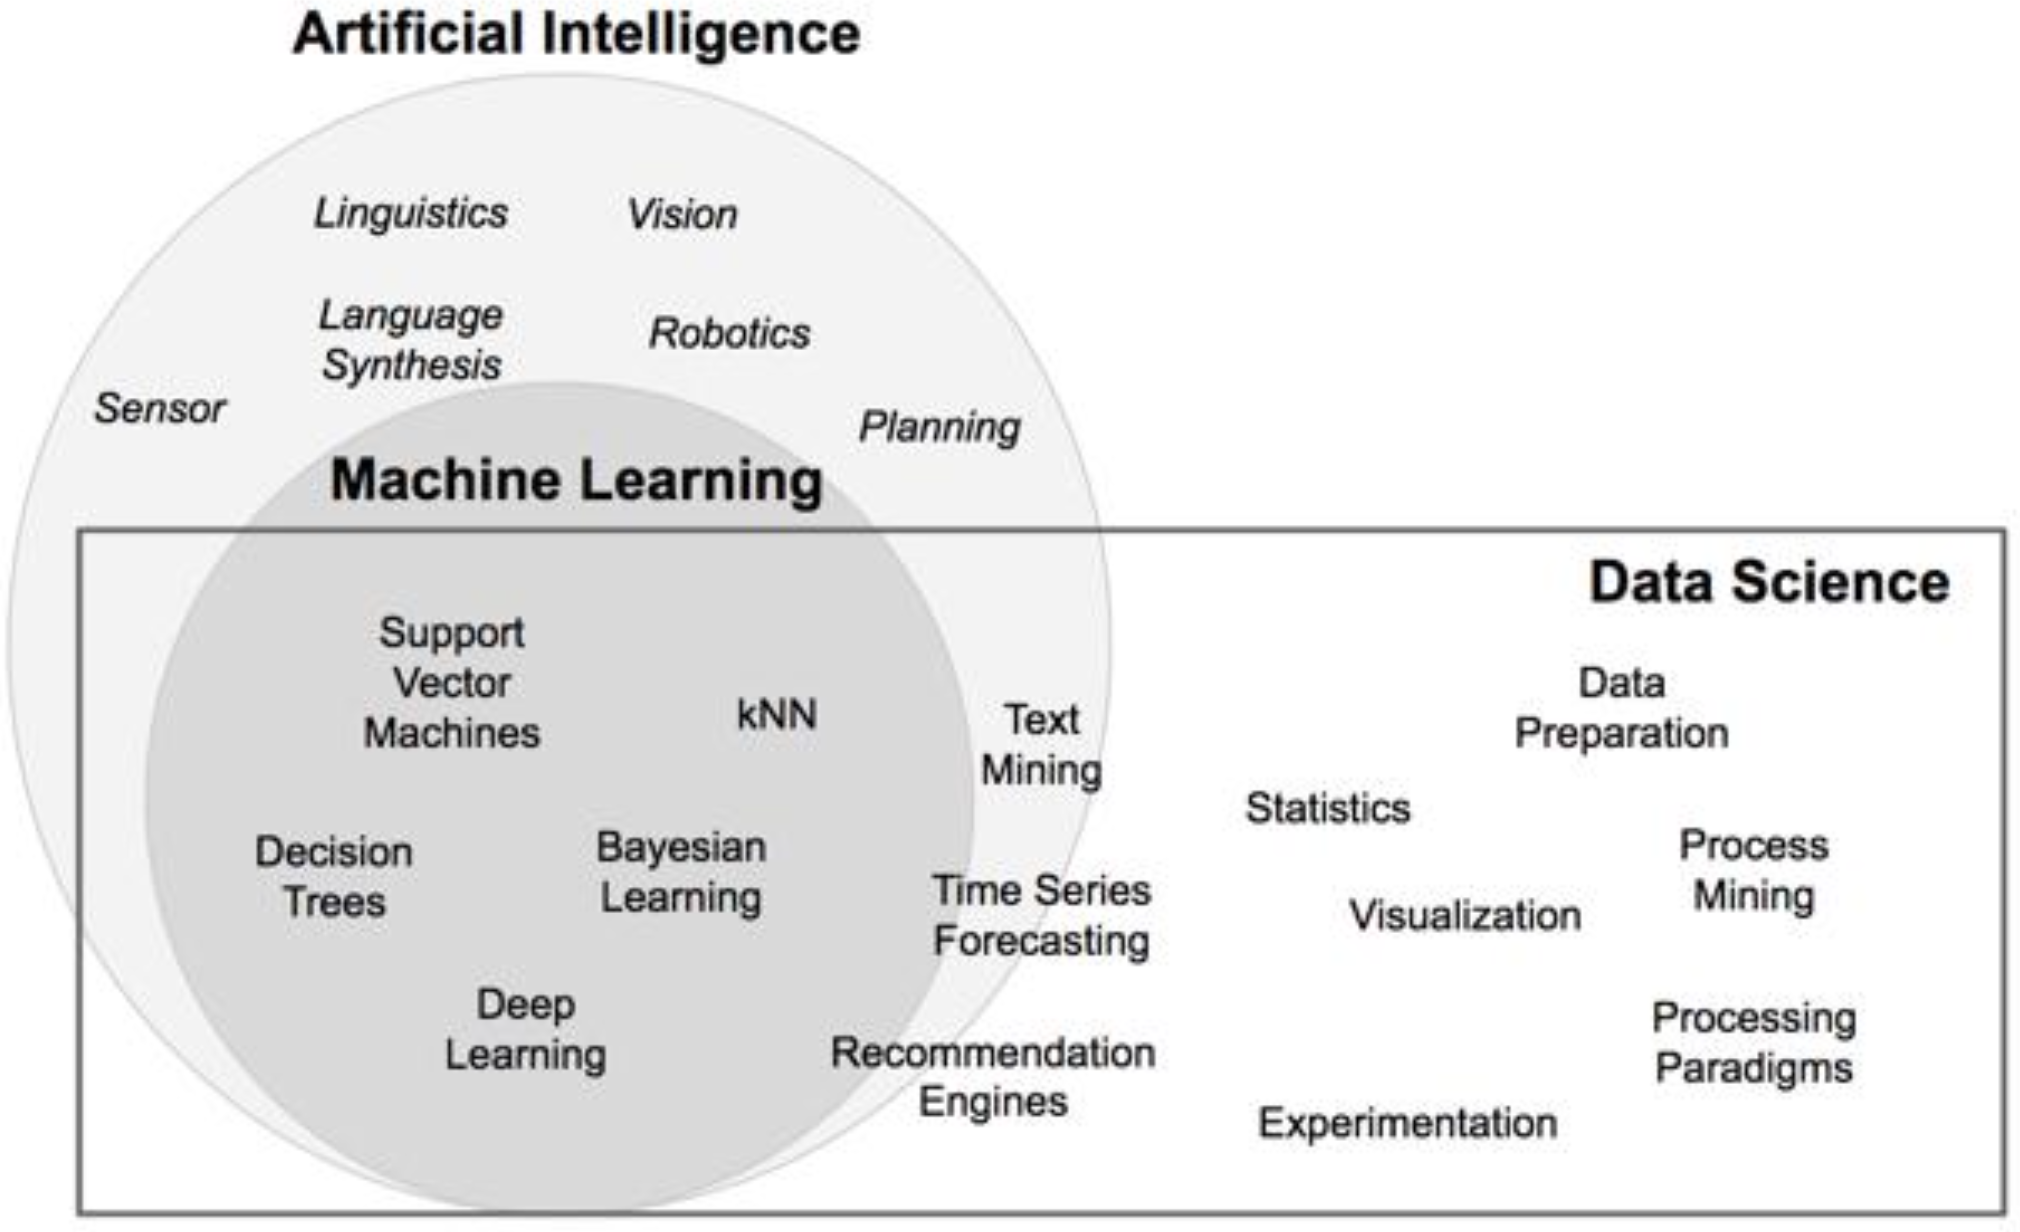 Artificial Intelligence
Linguistics
Vision
Language
Synthesis
Robotics
Sensor
Planning
Machine Learning
Data Science
Support
Vector
Machines
kNN
Text
Mining
Data
Preparation
Statistics
Decision
Trees
Bayesian
Learning
Time Series
Forecasting
Visualization
Process
Mining
Deep
Learning
Recommendation
Engines
Processing
Paradigms
Experimentation